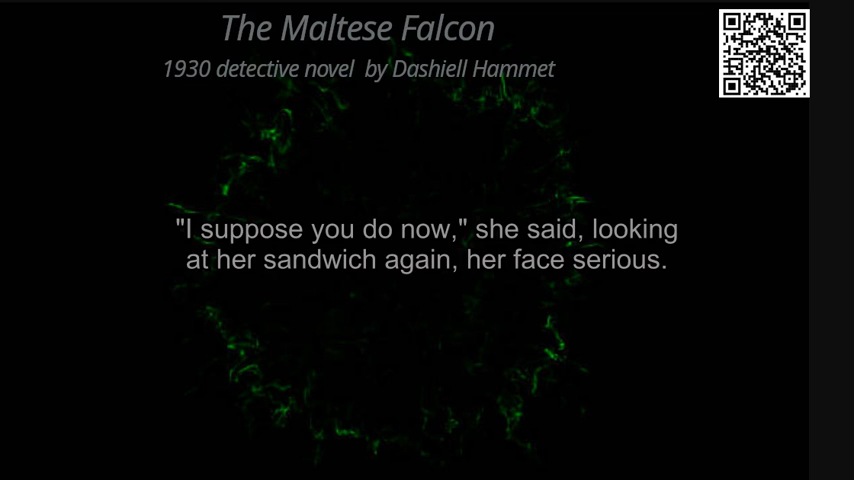 The Maltese Falcon
1930 detective novel by Dashiell Hammet
"I suppose you do now," she said, looking
at her sandwich again, her face serious.